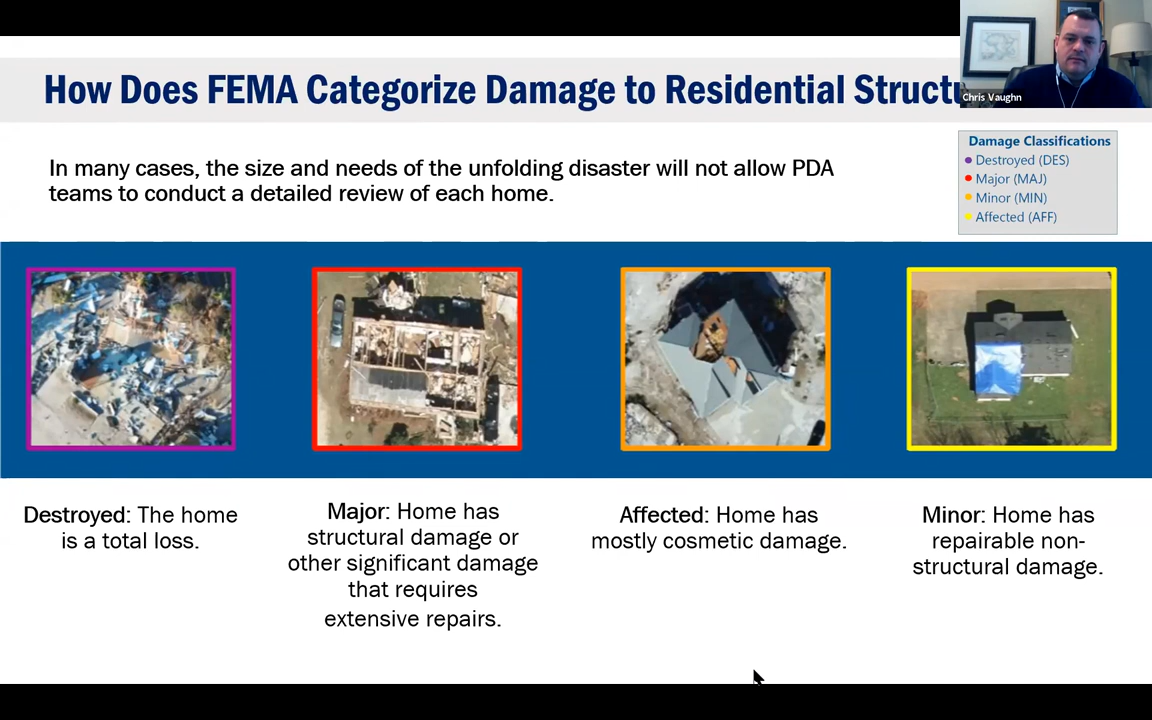 How Does FEMA Categorize Damage to Residential Structu
Chris Vaughn
In many cases, the size and needs of the unfolding disaster will not allow PDA
teams to conduct a detailed review of each home.
Damage Classifications
Destroyed (DES)
Major (MAJ)
Minor (MIN)
Affected (AFF)
Destroyed: The home
is a total loss.
Major: Home has
structural damage or
other significant damage
that requires
extensive repairs.
Affected: Home has
mostly cosmetic damage.
Minor: Home has
repairable non-
structural damage.